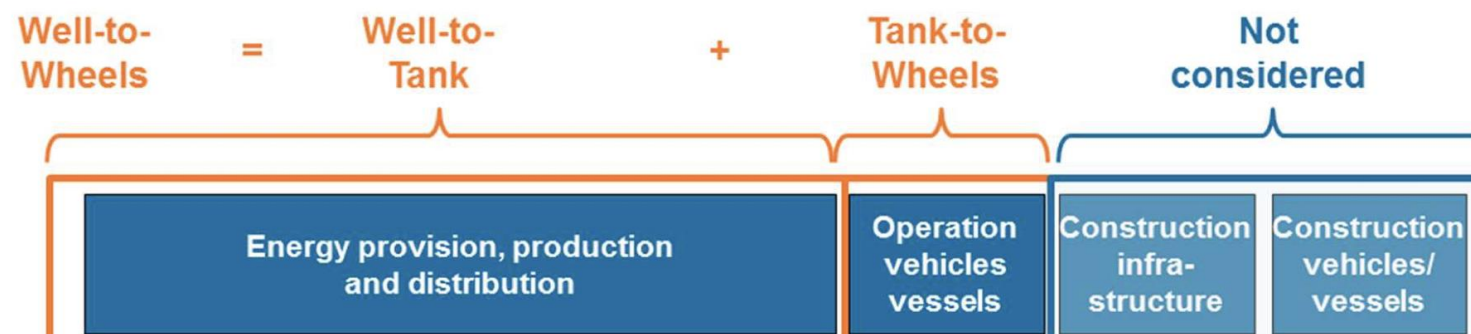 Well-to-
Wheels
=
Well-to-
Tank
+
Tank-to-
Wheels
Not
considered
Energy provision, production
and distribution
Operation
vehicles
vessels
Construction
infra-
structure
Construction
vehicles/
vessels